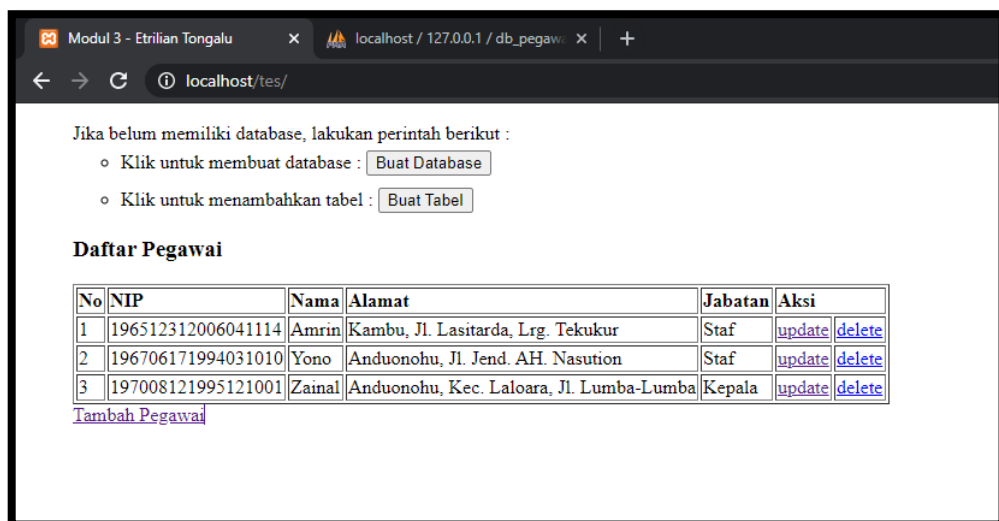 Modul 3 - Etrilian Tongalu
localhost / 127.0.0.1 / db_pegaw
localhost/tes/
Jika belum memiliki database, lakukan perintah berikut :
Klik untuk membuat database : Buat Database
Klik untuk menambahkan tabel : Buat Tabel
Daftar Pegawai
No NIP Nama Alamat Jabatan Aksi
1 196512312006041114 Amrin Kambu, Jl. Lasitarda, Lrg. Tekukur Staf update delete
2 196706171994031010 Yono Anduonohu, Jl. Jend. AH. Nasution Staf update delete
3 197008121995121001 Zainal Anduonohu, Kec. Laloara, Jl. Lumba-Lumba Kepala update delete
Tambah Pegawai